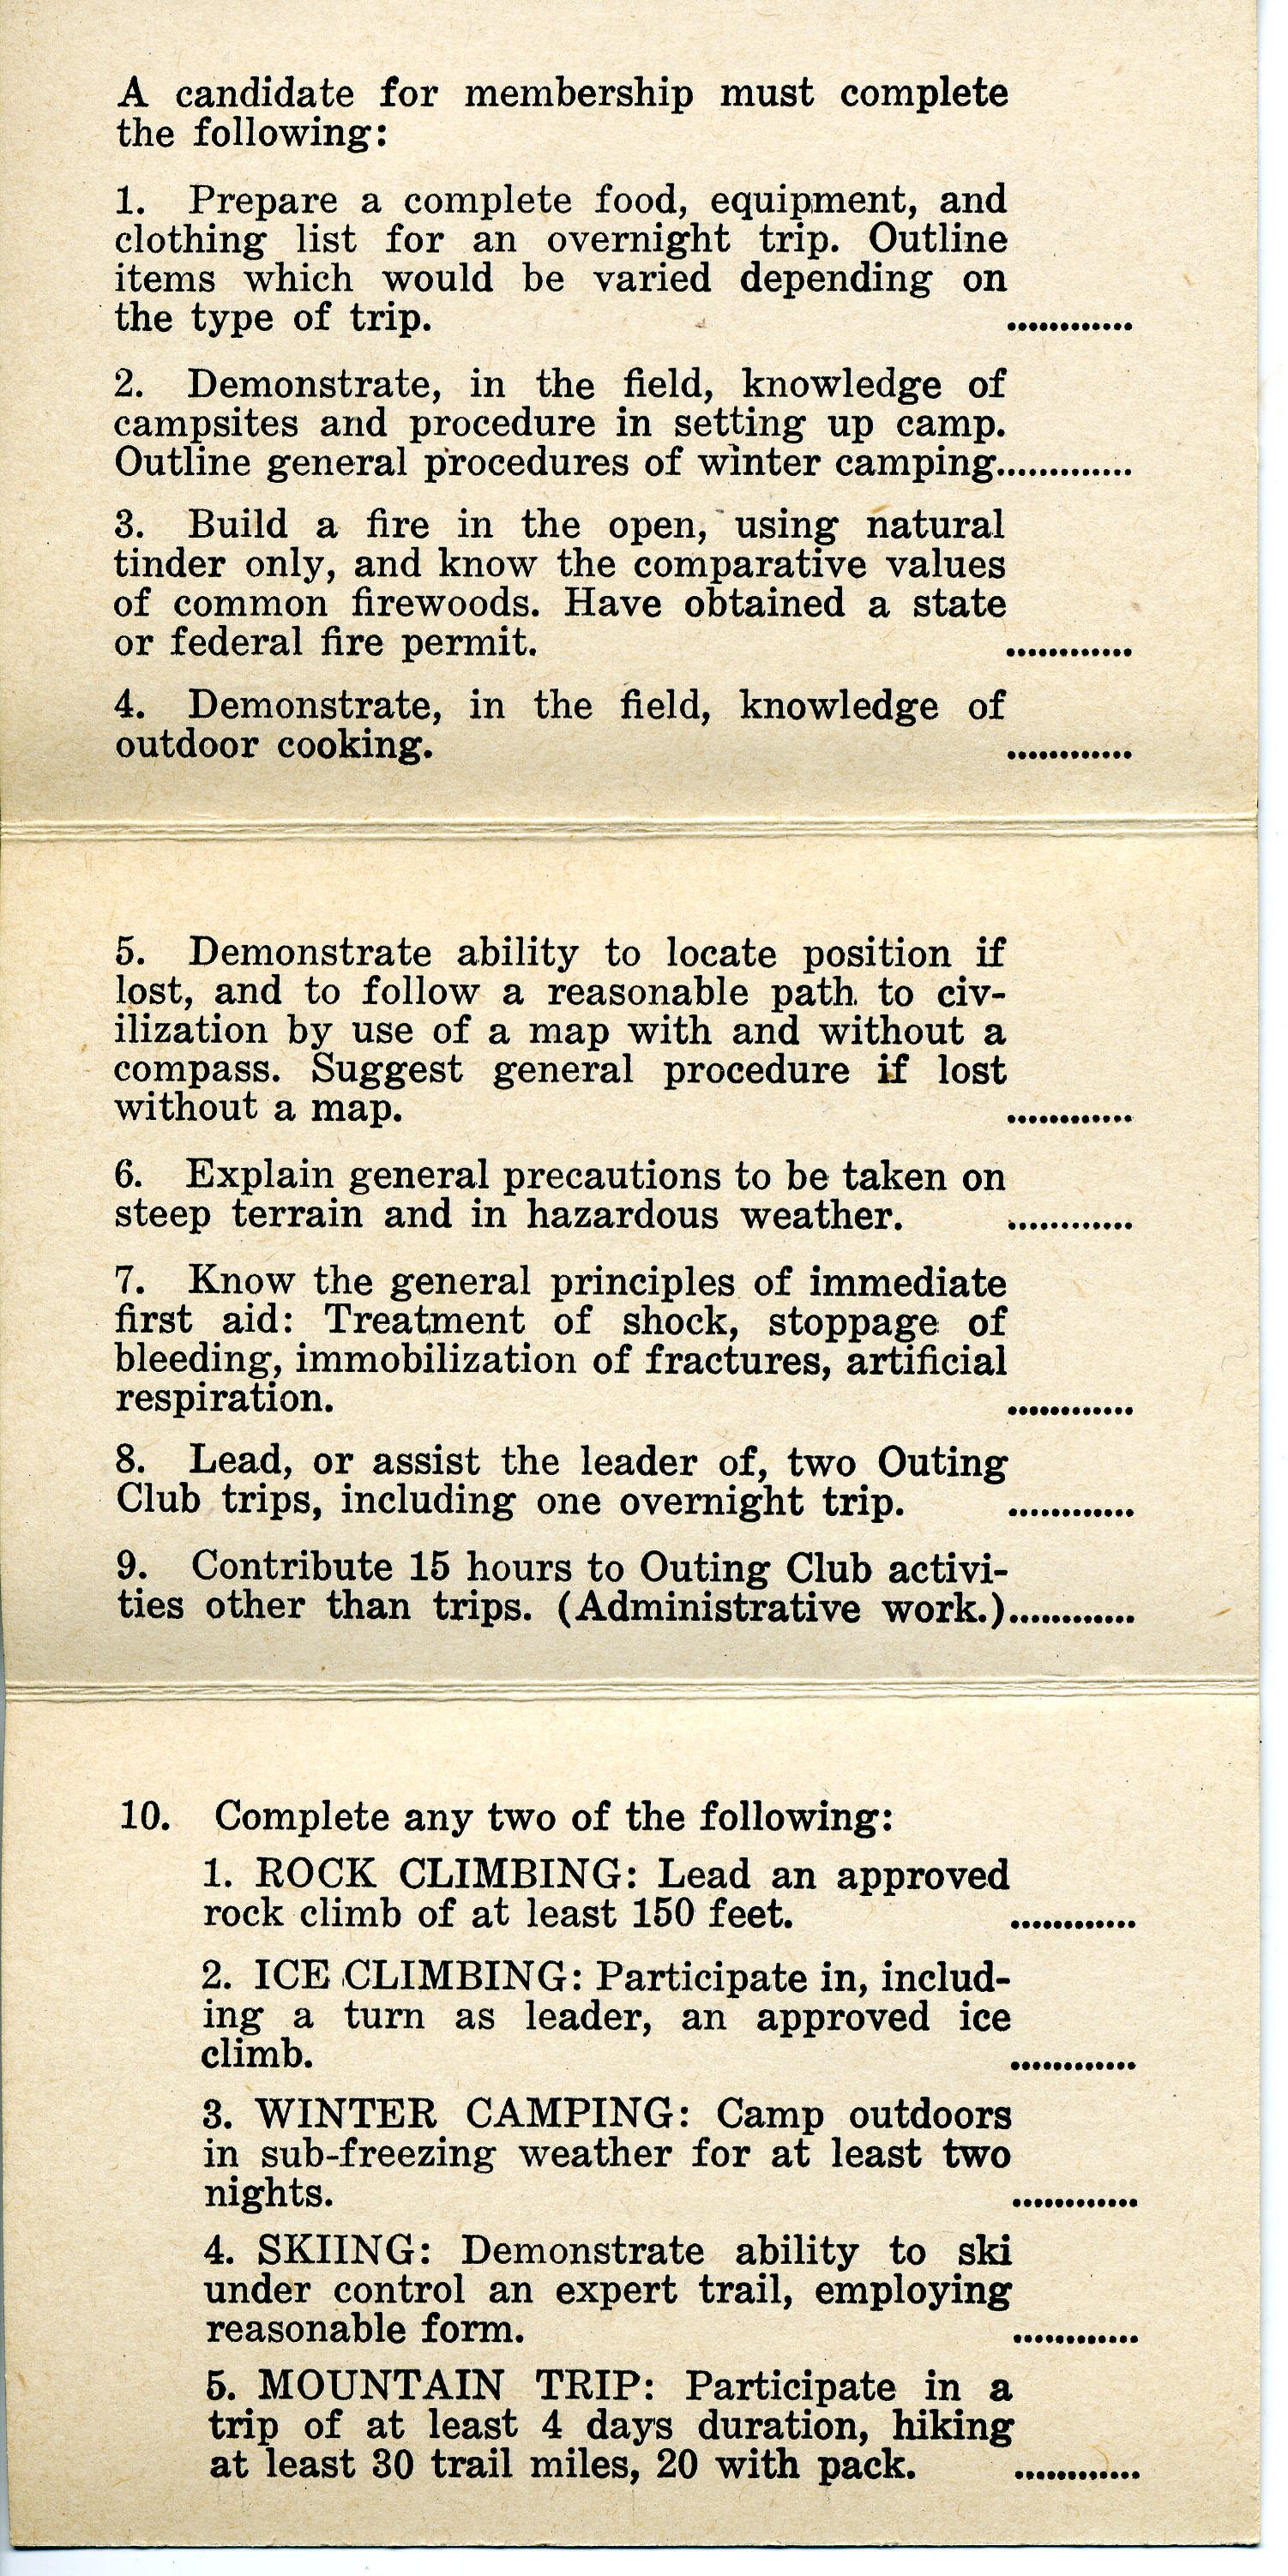 A candidate for membership must complete
the following:
1. Prepare a complete food, equipment, and
clothing list for an overnight trip. Outline
items which would be varied depending on
the type of trip. ............
2. Demonstrate, in the field, knowledge of
campsites and procedure in setting up camp.
Outline general procedures of winter camping.............
3. Build a fire in the open, using natural
tinder only, and know the comparative values
of common firewoods. Have obtained a state
or federal fire permit. ............
4. Demonstrate, in the field, knowledge of
outdoor cooking. ............
5. Demonstrate ability to locate position if
lost, and to follow a reasonable path to civ-
ilization by use of a map with and without a
compass. Suggest general procedure if lost
without a map. ............
6. Explain general precautions to be taken on
steep terrain and in hazardous weather. ............
7. Know the general principles of immediate
first aid: Treatment of shock, stoppage of
bleeding, immobilization of fractures, artificial
respiration. ............
8. Lead, or assist the leader of, two Outing
Club trips, including one overnight trip. ............
9. Contribute 15 hours to Outing Club activi-
ties other than trips. (Administrative work.)............
10. Complete any two of the following:
1. ROCK CLIMBING: Lead an approved
rock climb of at least 150 feet. ............
2. ICE CLIMBING: Participate in, includ-
ing a turn as leader, an approved ice
climb. ............
3. WINTER CAMPING: Camp outdoors
in sub-freezing weather for at least two
nights. ............
4. SKIING: Demonstrate ability to ski
under control an expert trail, employing
reasonable form. ............
5. MOUNTAIN TRIP: Participate in a
trip of at least 4 days duration, hiking
at least 30 trail miles, 20 with pack. ............